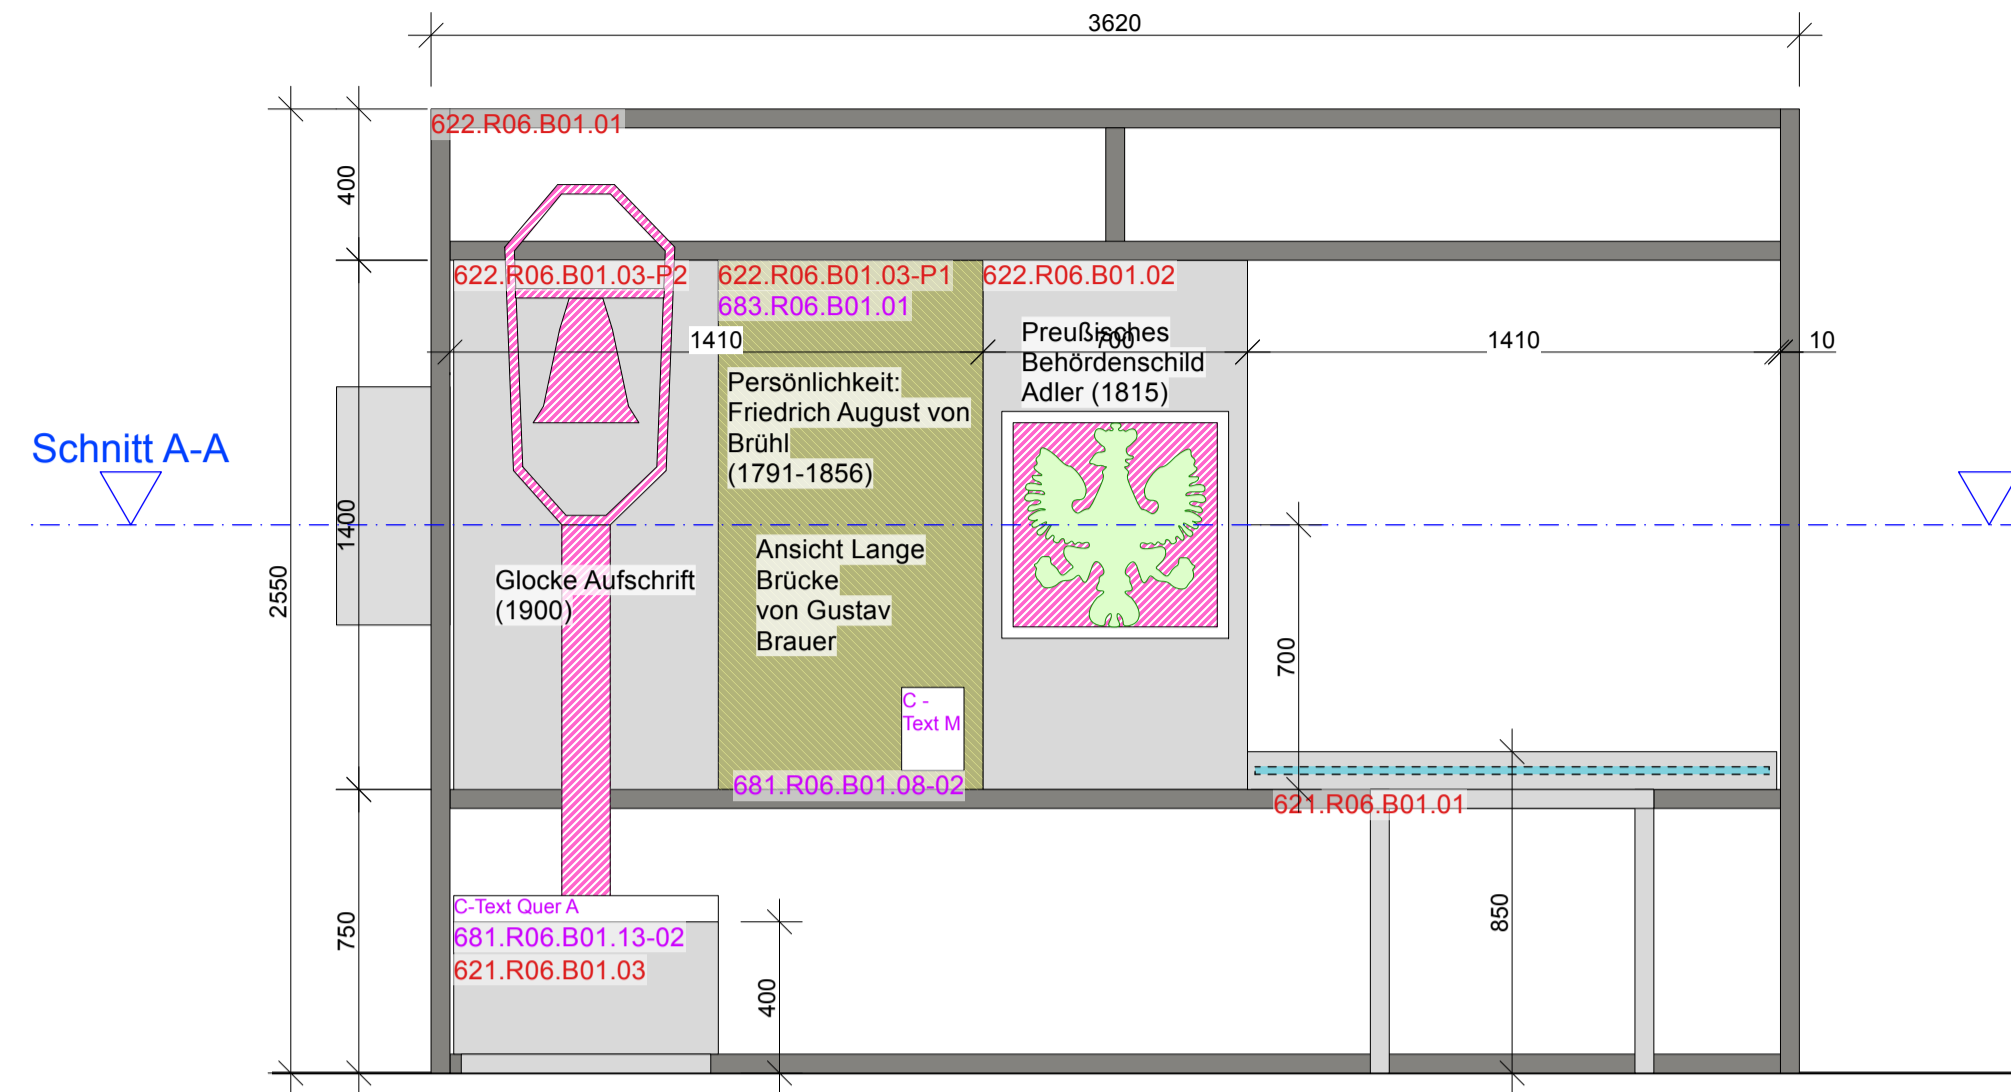 3620
622.R06.B01.01
400
622.R06.B01.03-P2
622.R06.B01.03-P1
622.R06.B01.02
683.R06.B01.01
1410
700
1410
10
Preußisches
Behördenschild
Adler (1815)
Persönlichkeit:
Friedrich August von
Brühl
(1791-1856)
Schnitt A-A
1400
2550
Glocke Aufschrift
(1900)
Ansicht Lange
Brücke
von Gustav
Brauer
700
C -
Text M
681.R06.B01.08-02
621.R06.B01.01
750
C-Text Quer A
681.R06.B01.13-02
621.R06.B01.03
400
850